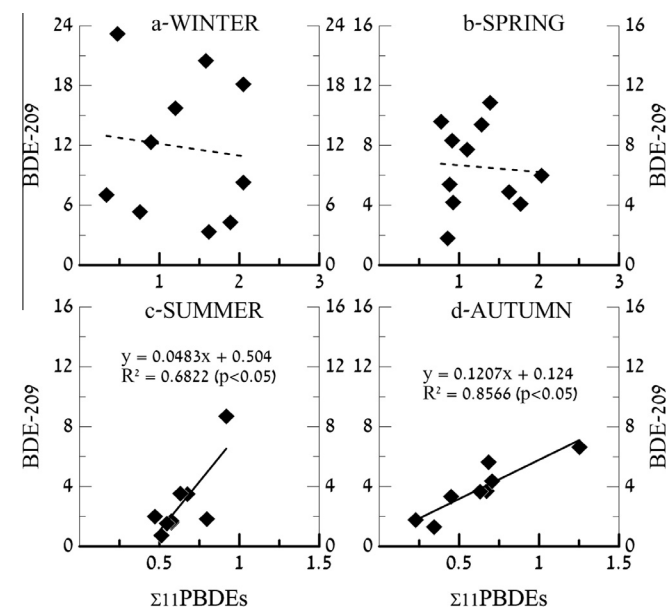 a-WINTER
b-SPRING
24
18
12
6
0
BDE-209
24
18
12
6
0
16
12
8
4
0
16
12
8
4
0
BDE-209
1 2 3
1 2 3
c-SUMMER
d-AUTUMN
16
12
8
4
0
BDE-209
y = 0.0483x + 0.504
R² = 0.6822 (p<0.05)
16
12
8
4
0
16
12
8
4
0
y = 0.1207x + 0.124
R² = 0.8566 (p<0.05)
16
12
8
4
0
BDE-209
0 0.5 1 1.5
0.5 1 1.5
Σ11PBDEs
Σ11PBDEs